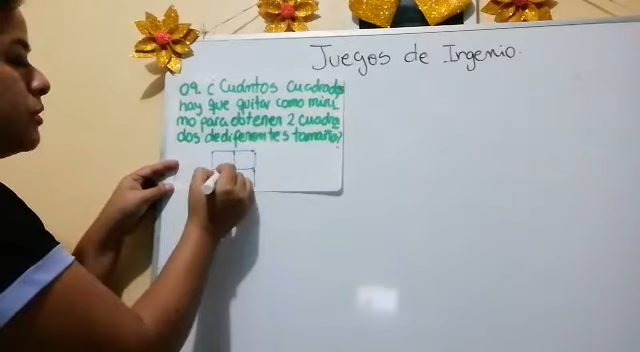 Juegos de Ingenio.
09. ¿Cuántos cuadrados
hay que quitar como míni
mo para obtener 2 cuadra
dos de diferentes tamaño?